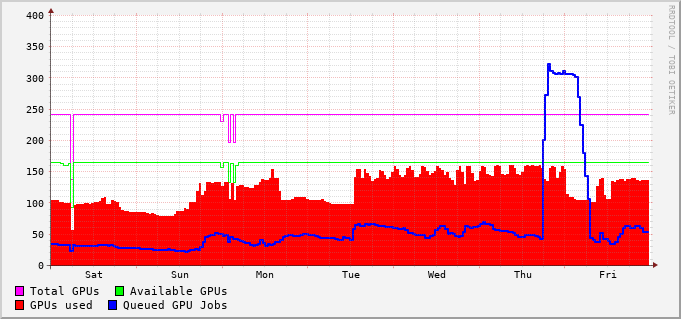 400
350
300
250
200
150
100
50
0
Sat Sun Mon Tue Wed Thu Fri
Total GPUs Available GPUs
GPUs used Queued GPU Jobs
RRDTOOL / TOBI OETIKER